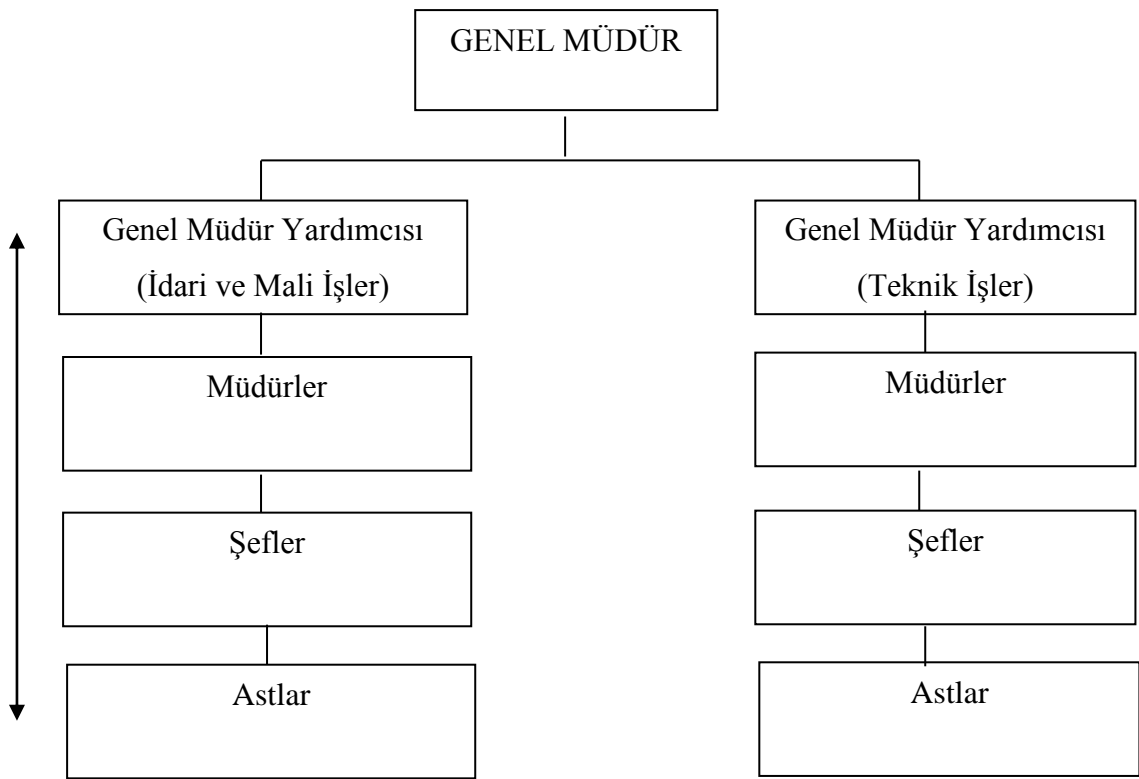 GENEL MÜDÜR
Genel Müdür Yardımcısı
(İdari ve Mali İşler)
Genel Müdür Yardımcısı
(Teknik İşler)
Müdürler
Müdürler
Şefler
Şefler
Astlar
Astlar